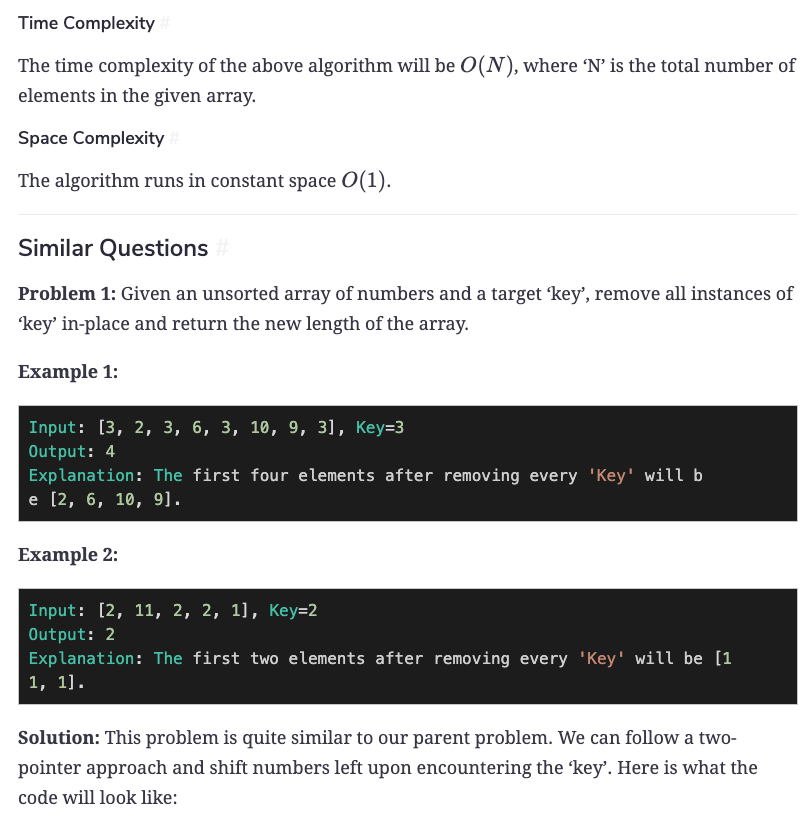 Time Complexity #
The time complexity of the above algorithm will be O(N), where ‘N’ is the total number of
elements in the given array.
Space Complexity #
The algorithm runs in constant space O(1).
Similar Questions #
Problem 1: Given an unsorted array of numbers and a target ‘key’, remove all instances of
‘key’ in-place and return the new length of the array.
Example 1:
Input: [3, 2, 3, 6, 3, 10, 9, 3], Key=3
Output: 4
Explanation: The first four elements after removing every 'Key' will b
e [2, 6, 10, 9].
Example 2:
Input: [2, 11, 2, 2, 1], Key=2
Output: 2
Explanation: The first two elements after removing every 'Key' will be [1
1, 1].
Solution: This problem is quite similar to our parent problem. We can follow a two-
pointer approach and shift numbers left upon encountering the ‘key’. Here is what the
code will look like: